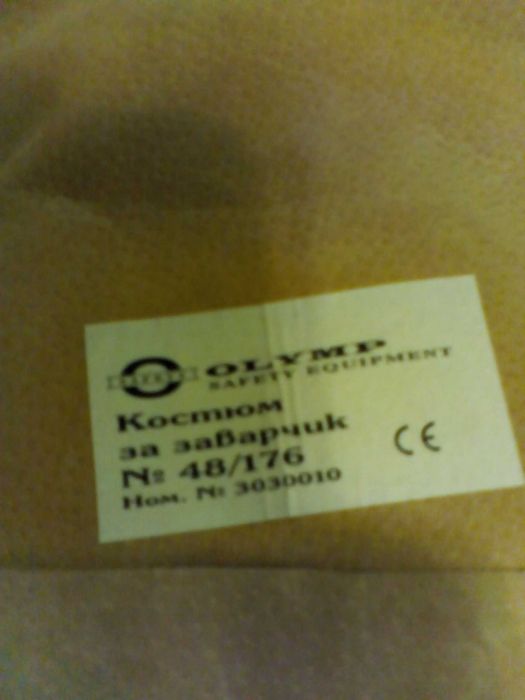 OLYMP
SAFETY EQUIPMENT
Костюм
за заварчик
№ 48/176
CE
Ном. № 3030010